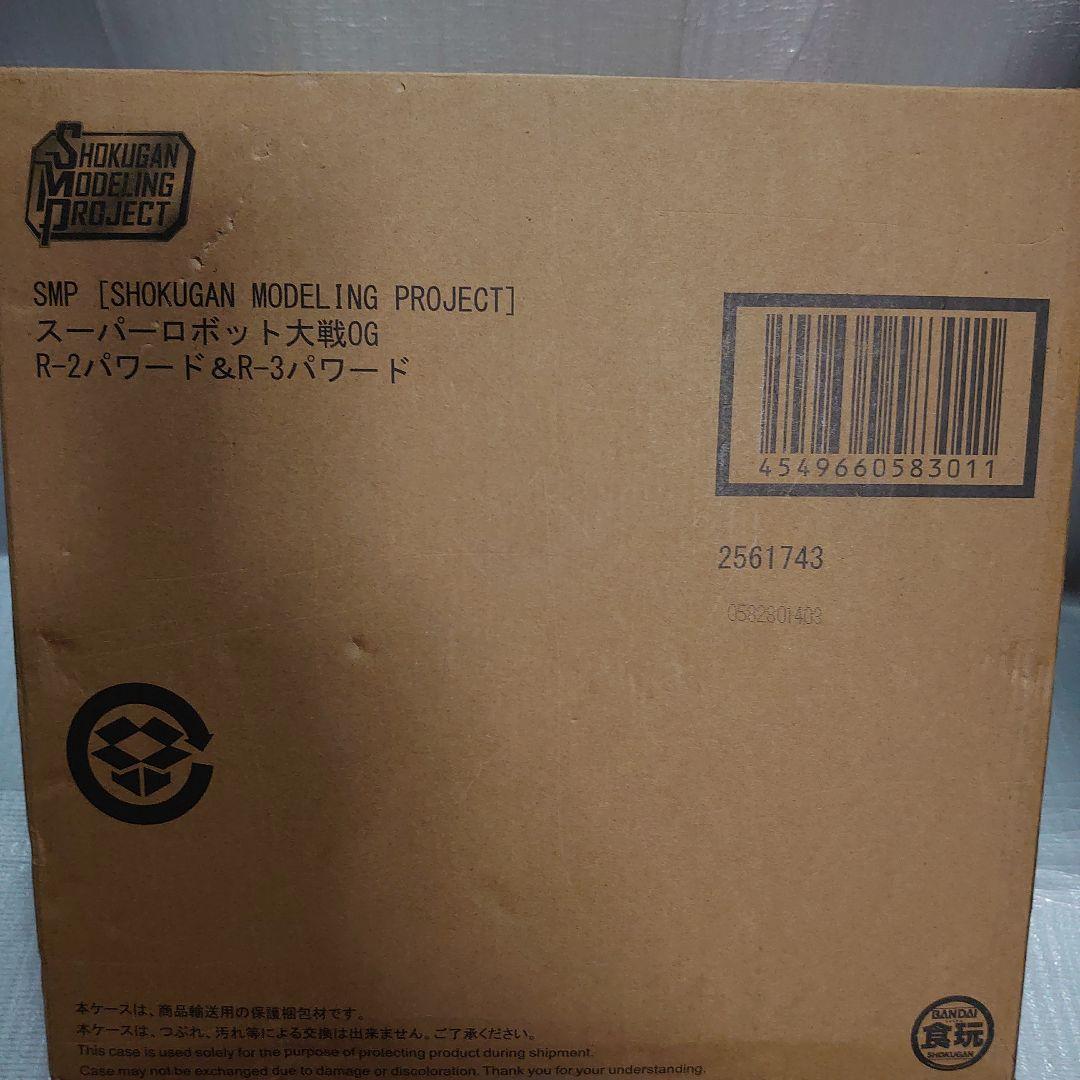 SHOKUGAN
MODELING
PROJECT
SMP [SHOKUGAN MODELING PROJECT]
スーパーロボット大戦OG
R-2パワード&R-3パワード
4549660583011
2561743
0582801403
本ケースは、商品輸送用の保護梱包材です。
本ケースは、つぶれ、汚れ等による交換は出来ません。ご了承ください。
This case is used solely for the purpose of protecting product during shipment.
Case may not be exchanged due to damage or discoloration. Thank you for your understanding.
BANDAI
食玩
SHOKUGAN